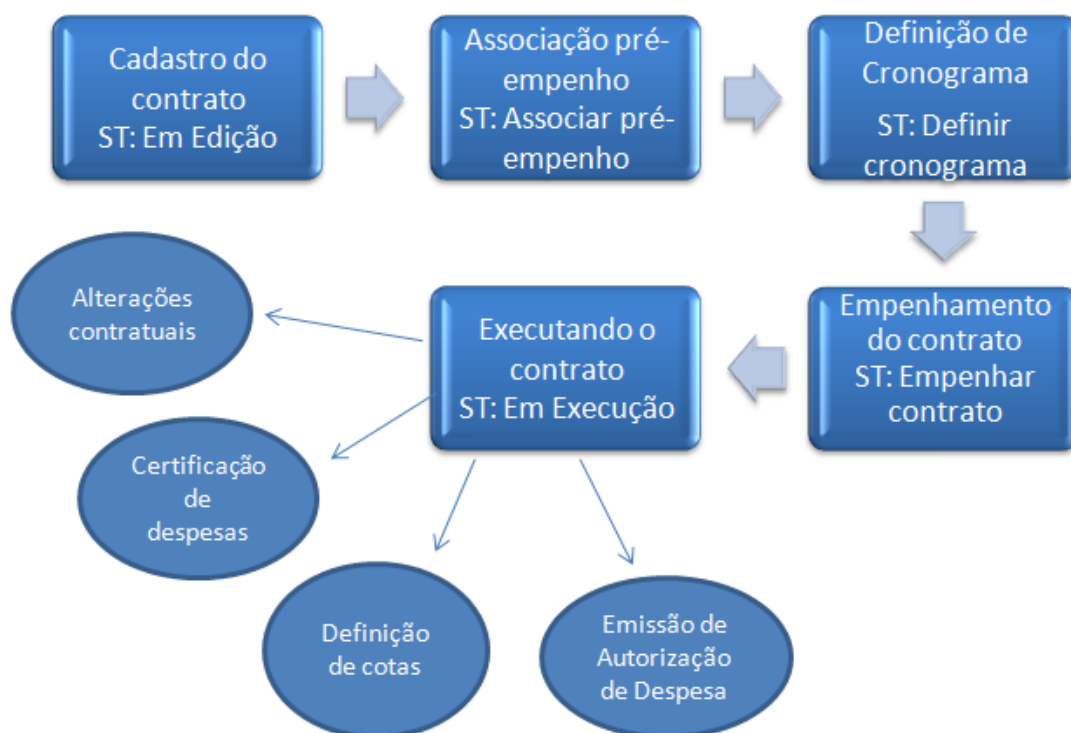 Cadastro do
contrato
ST: Em Edição
Associação pré-
empenho
ST: Associar pré-
empenho
Definição de
Cronograma
ST: Definir
cronograma
Empenhamento
do contrato
ST: Empenhar
contrato
Executando o
contrato
ST: Em Execução
Alterações
contratuais
Certificação
de
despesas
Definição
de cotas
Emissão de
Autorização
de Despesa